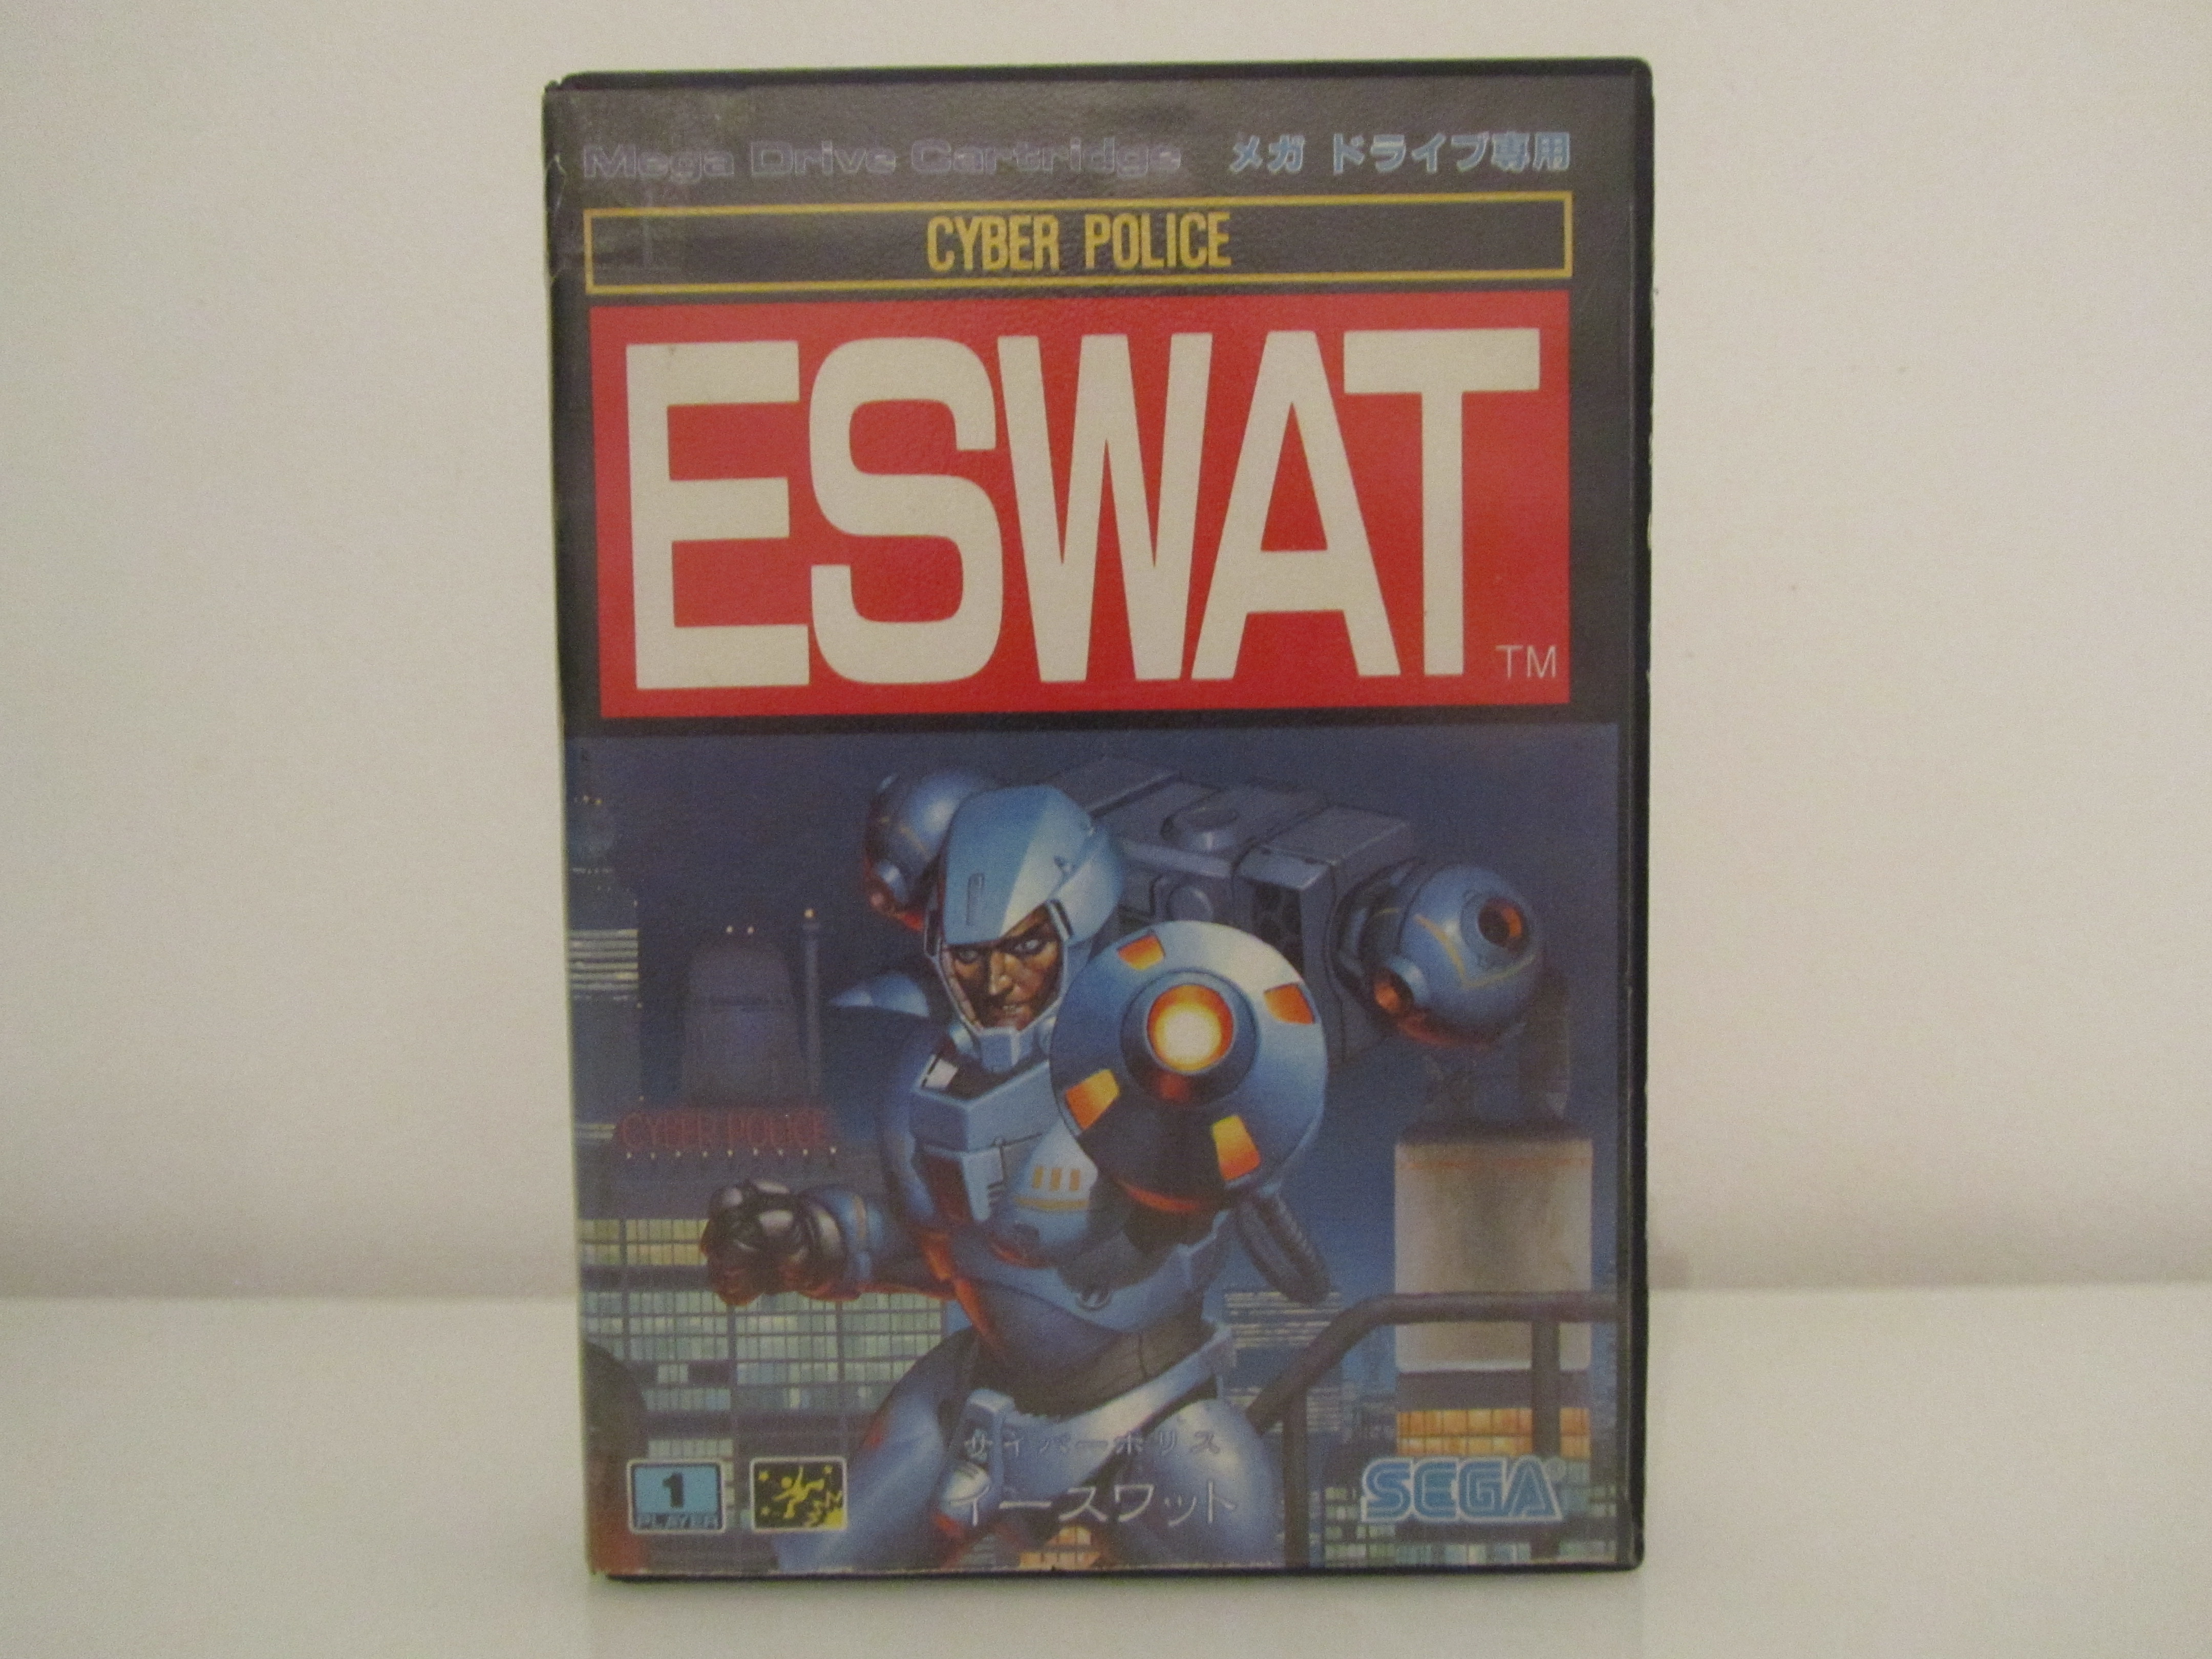 Mega Drive Cartridge メガ ドライブ専用
CYBER POLICE
ESWAT
TM
CYBER POLICE
サイバーポリス
イースワット
1
PLAYER
SEGA®